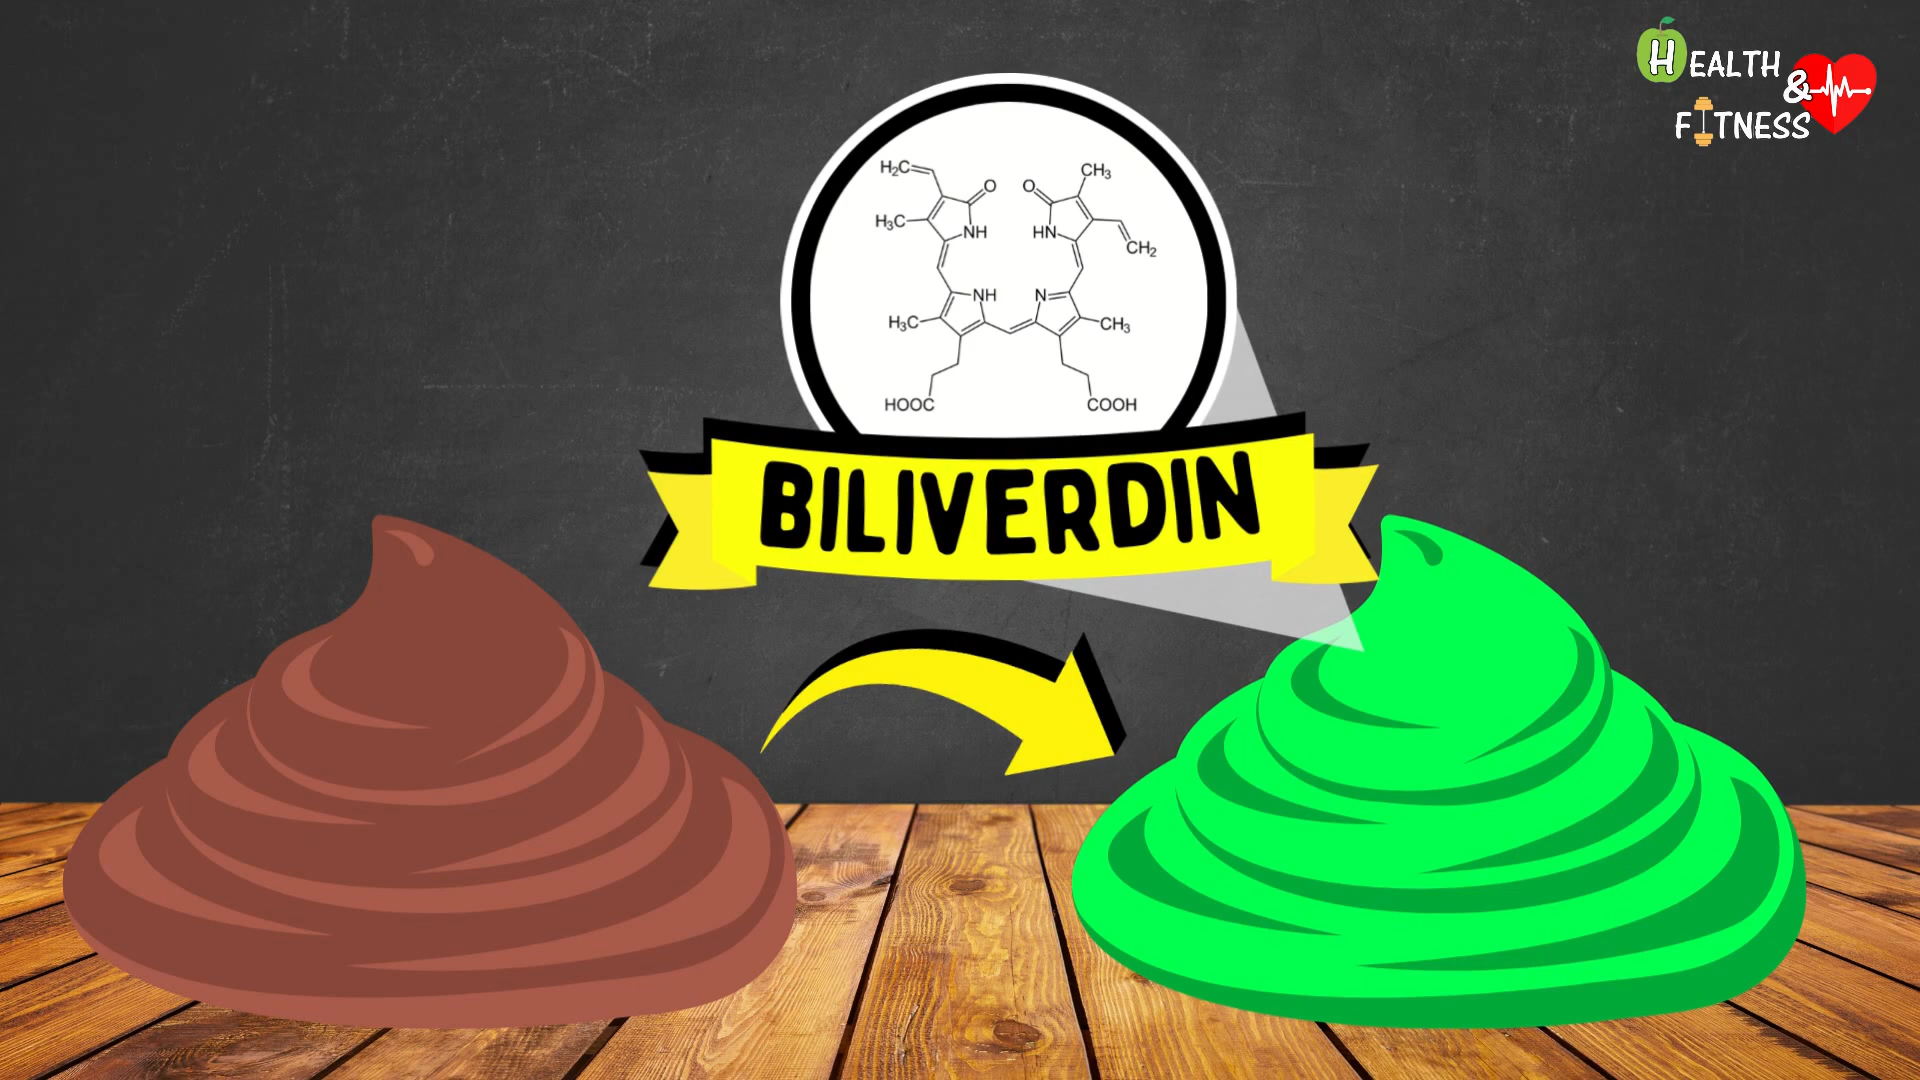 HEALTH
&
FITNESS
H₂C
O
O
CH₃
H₃C
NH
HN
CH₂
NH
N
H₃C
CH₃
HOOC
COOH
BILIVERDIN